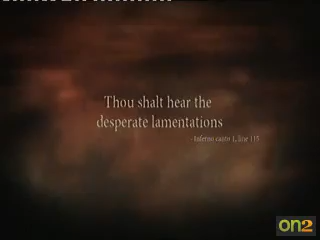 Thou shalt hear the
desperate lamentations
- Inferno canto 1, line 115
on2